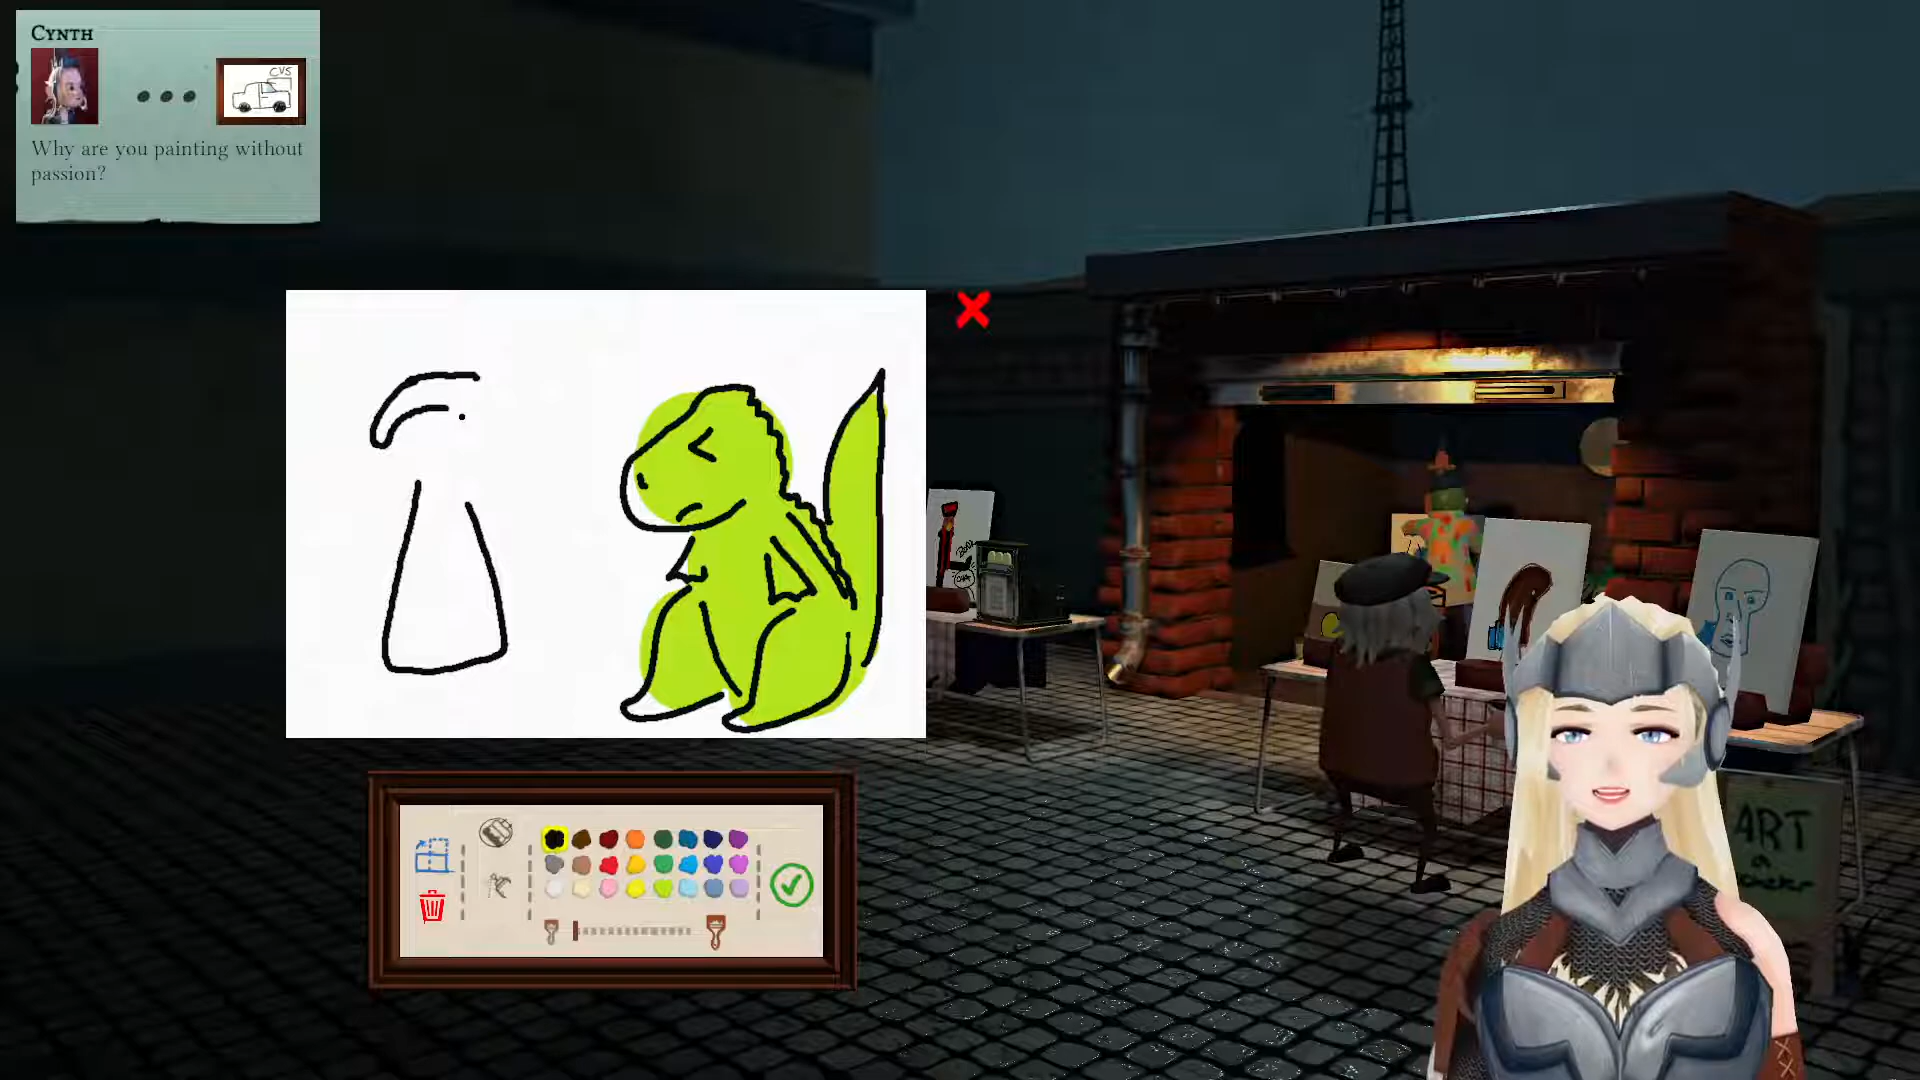 CYNTH
CVS
Why are you painting without
passion?
ART
a